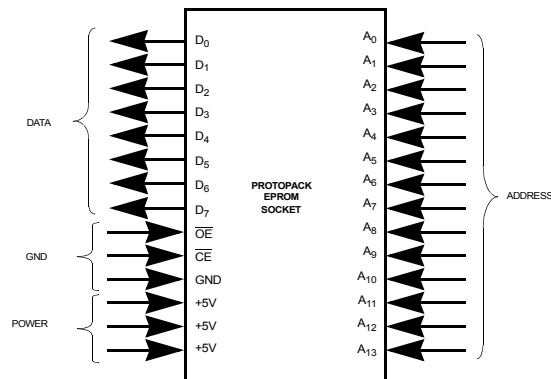 DATA
GND
POWER
D0
D1
D2
D3
D4
D5
D6
D7
OE
CE
GND
+5V
+5V
+5V
PROTOPACK
EPROM
SOCKET
A0
A1
A2
A3
A4
A5
A6
A7
A8
A9
A10
A11
A12
A13
ADDRESS